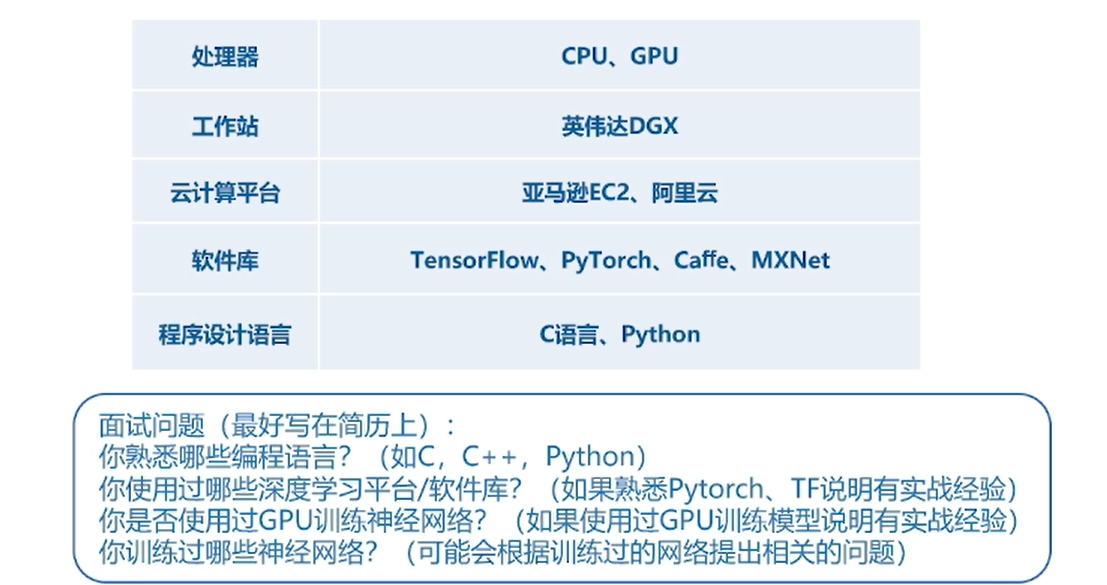 处理器 CPU、GPU
工作站 英伟达DGX
云计算平台 亚马逊EC2、阿里云
软件库 TensorFlow、PyTorch、Caffe、MXNet
程序设计语言 C语言、Python
面试问题（最好写在简历上）：
你熟悉哪些编程语言？（如C，C++，Python）
你使用过哪些深度学习平台/软件库？（如果熟悉Pytorch、TF说明有实战经验）
你是否使用过GPU训练神经网络？（如果使用过GPU训练模型说明有实战经验）
你训练过哪些神经网络？（可能会根据训练过的网络提出相关的问题）